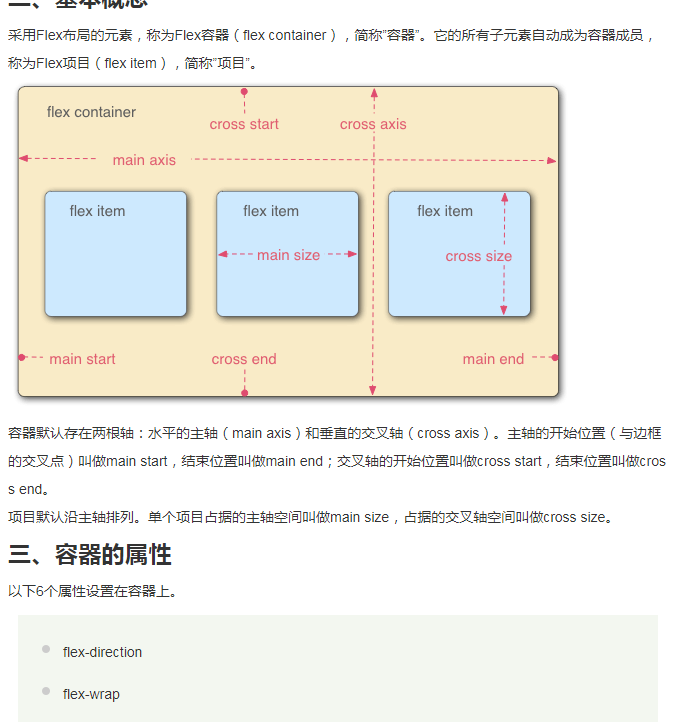 二、基本概念
采用Flex布局的元素，称为Flex容器（flex container），简称"容器"。它的所有子元素自动成为容器成员，
称为Flex项目（flex item），简称"项目"。
flex container
cross start
cross axis
main axis
flex item
flex item
flex item
main size
cross size
main start
cross end
main end
容器默认存在两根轴：水平的主轴（main axis）和垂直的交叉轴（cross axis）。主轴的开始位置（与边框
的交叉点）叫做main start，结束位置叫做main end；交叉轴的开始位置叫做cross start，结束位置叫做cros
s end。
项目默认沿主轴排列。单个项目占据的主轴空间叫做main size，占据的交叉轴空间叫做cross size。
三、容器的属性
以下6个属性设置在容器上。
flex-direction
flex-wrap